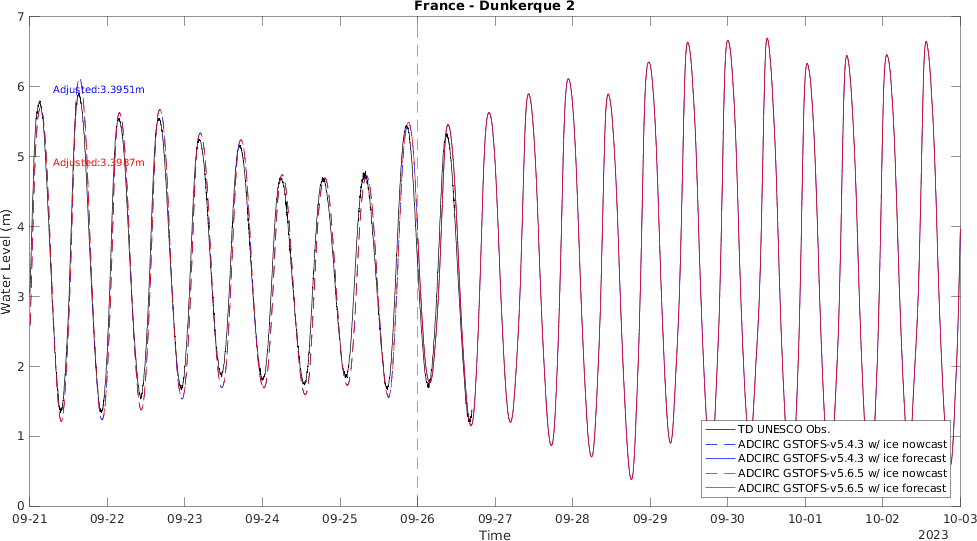 France - Dunkerque 2
7
6
5
4
3
2
1
0
Water Level (m)
Adjusted:3.3951m
Adjusted:3.3987m
TD UNESCO Obs.
ADCIRC GSTOFS-v5.4.3 w/ ice nowcast
ADCIRC GSTOFS-v5.4.3 w/ ice forecast
ADCIRC GSTOFS-v5.6.5 w/ ice nowcast
ADCIRC GSTOFS-v5.6.5 w/ ice forecast
09-21 09-22 09-23 09-24 09-25 09-26 09-27 09-28 09-29 09-30 10-01 10-02 10-03
Time
2023